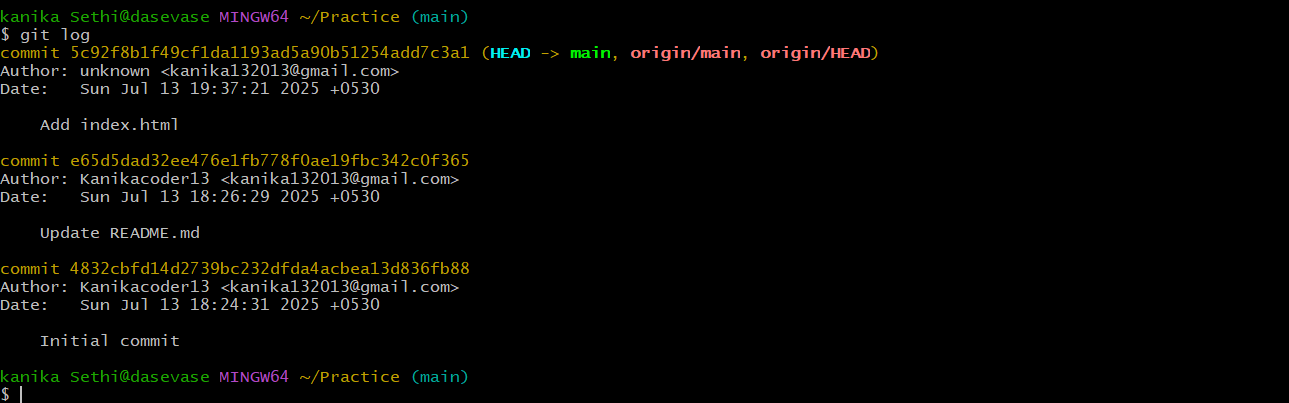 kanika Sethi@dasevase MINGW64 ~/Practice (main)
$ git log
commit 5c92f8b1f49cf1da1193ad5a90b51254add7c3a1 (HEAD -> main, origin/main, origin/HEAD)
Author: unknown <kanika132013@gmail.com>
Date:   Sun Jul 13 19:37:21 2025 +0530
    Add index.html
commit e65d5dad32ee476e1fb778f0ae19fbc342c0f365
Author: Kanikacoder13 <kanika132013@gmail.com>
Date:   Sun Jul 13 18:26:29 2025 +0530
    Update README.md
commit 4832cbfd14d2739bc232dfda4acbea13d836fb88
Author: Kanikacoder13 <kanika132013@gmail.com>
Date:   Sun Jul 13 18:24:31 2025 +0530
    Initial commit
kanika Sethi@dasevase MINGW64 ~/Practice (main)
$